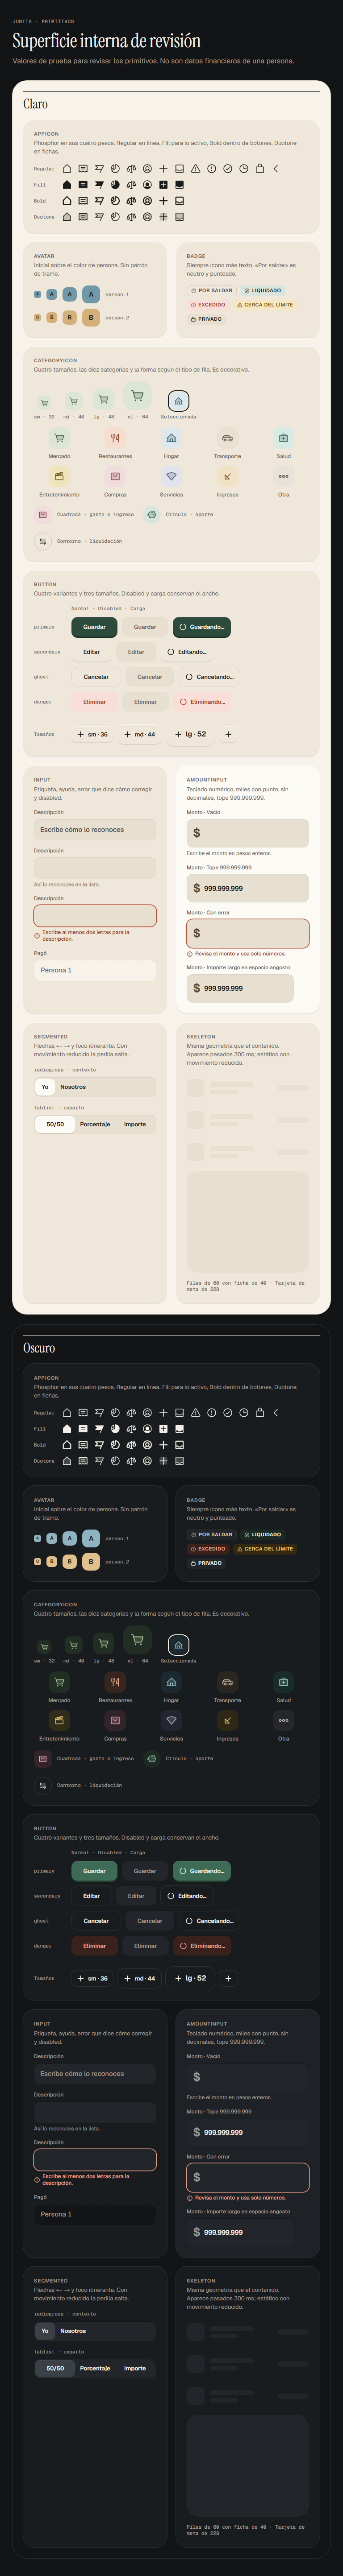 JUNTIA · PRIMITIVOS
Superficie interna de revisión
Valores de prueba para revisar los primitivos. No son datos financieros de una persona.
Claro
APPICON
Phosphor en sus cuatro pesos. Regular en línea, Fill para lo activo, Bold dentro de botones, Duotone
en fichas.
Regular
Fill
Bold
Duotone
AVATAR
Inicial sobre el color de persona. Sin patrón
de tramo.
A A A A person.1
B B B B person.2
BADGE
Siempre ícono más texto. «Por saldar» es
neutro y punteado.
POR SALDAR LIQUIDADO
EXCEDIDO CERCA DEL LÍMITE
PRIVADO
CATEGORYICON
Cuatro tamaños, las diez categorías y la forma según el tipo de fila. Es decorativo.
sm · 32 md · 40 lg · 48 xl · 64 Seleccionada
Mercado Restaurantes Hogar Transporte Salud
Entretenimiento Compras Servicios Ingresos Otra
Cuadrada · gasto o ingreso Círculo · aporte
Contorno · liquidación
BUTTON
Cuatro variantes y tres tamaños. Disabled y carga conservan el ancho.
Normal · Disabled · Carga
primary Guardar Guardar Guardando…
secondary Editar Editar Editando…
ghost Cancelar Cancelar Cancelando…
danger Eliminar Eliminar Eliminando…
Tamaños sm · 36 md · 44 lg · 52
INPUT
Etiqueta, ayuda, error que dice cómo corregir
y disabled.
Descripción
Escribe cómo lo reconoces
Descripción
Así lo reconoces en la lista.
Descripción
Escribe al menos dos letras para la
descripción.
Pagó
Persona 1
AMOUNTINPUT
Teclado numérico, miles con punto, sin
decimales, tope 999.999.999.
Monto · Vacío
$
Escribe el monto en pesos enteros.
Monto · Tope 999.999.999
$ 999.999.999
Monto · Con error
$
Revisa el monto y usa solo números.
Monto · Importe largo en espacio angosto
$ 999.999.999
SEGMENTED
Flechas ←→ y foco itinerante. Con
movimiento reducido la perilla salta.
radiogroup · contexto
Yo Nosotros
tablist · reparto
50/50 Porcentaje Importe
SKELETON
Misma geometría que el contenido.
Aparece pasados 300 ms; estático con
movimiento reducido.
Filas de 60 con ficha de 40 · Tarjeta de
meta de 228
Oscuro
APPICON
Phosphor en sus cuatro pesos. Regular en línea, Fill para lo activo, Bold dentro de botones, Duotone
en fichas.
Regular
Fill
Bold
Duotone
AVATAR
Inicial sobre el color de persona. Sin patrón
de tramo.
A A A A person.1
B B B B person.2
BADGE
Siempre ícono más texto. «Por saldar» es
neutro y punteado.
POR SALDAR LIQUIDADO
EXCEDIDO CERCA DEL LÍMITE
PRIVADO
CATEGORYICON
Cuatro tamaños, las diez categorías y la forma según el tipo de fila. Es decorativo.
sm · 32 md · 40 lg · 48 xl · 64 Seleccionada
Mercado Restaurantes Hogar Transporte Salud
Entretenimiento Compras Servicios Ingresos Otra
Cuadrada · gasto o ingreso Círculo · aporte
Contorno · liquidación
BUTTON
Cuatro variantes y tres tamaños. Disabled y carga conservan el ancho.
Normal · Disabled · Carga
primary Guardar Guardar Guardando…
secondary Editar Editar Editando…
ghost Cancelar Cancelar Cancelando…
danger Eliminar Eliminar Eliminando…
Tamaños sm · 36 md · 44 lg · 52
INPUT
Etiqueta, ayuda, error que dice cómo corregir
y disabled.
Descripción
Escribe cómo lo reconoces
Descripción
Así lo reconoces en la lista.
Descripción
Escribe al menos dos letras para la
descripción.
Pagó
Persona 1
AMOUNTINPUT
Teclado numérico, miles con punto, sin
decimales, tope 999.999.999.
Monto · Vacío
$
Escribe el monto en pesos enteros.
Monto · Tope 999.999.999
$ 999.999.999
Monto · Con error
$
Revisa el monto y usa solo números.
Monto · Importe largo en espacio angosto
$ 999.999.999
SEGMENTED
Flechas ←→ y foco itinerante. Con
movimiento reducido la perilla salta.
radiogroup · contexto
Yo Nosotros
tablist · reparto
50/50 Porcentaje Importe
SKELETON
Misma geometría que el contenido.
Aparece pasados 300 ms; estático con
movimiento reducido.
Filas de 60 con ficha de 40 · Tarjeta de
meta de 228